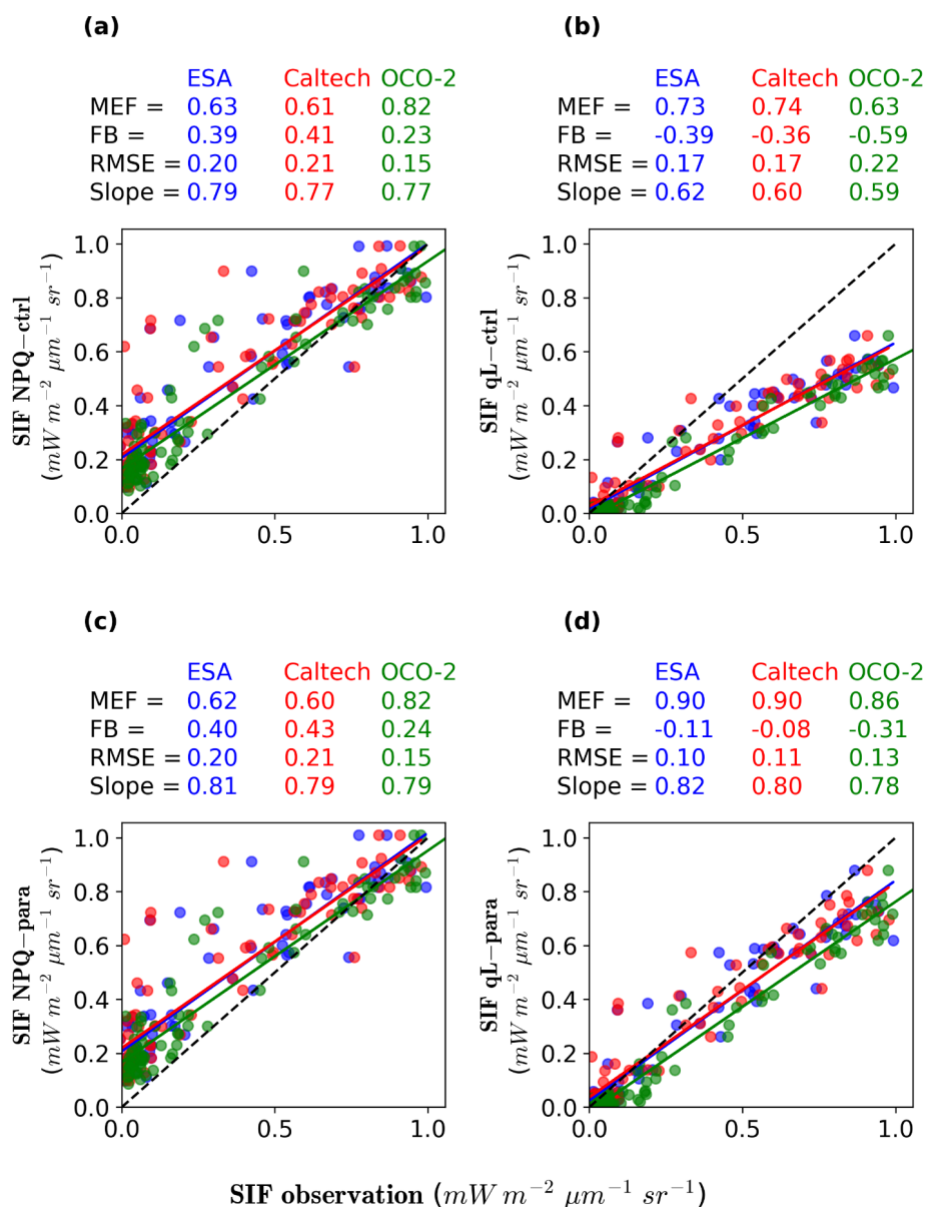 (a) (b)
ESA Caltech OCO-2 ESA Caltech OCO-2
MEF = 0.63 0.61 0.82 MEF = 0.73 0.74 0.63
FB = 0.39 0.41 0.23 FB = -0.39 -0.36 -0.59
RMSE = 0.20 0.21 0.15 RMSE = 0.17 0.17 0.22
Slope = 0.79 0.77 0.77 Slope = 0.62 0.60 0.59
SIF NPQ−ctrl
(mW m⁻² μm⁻¹ sr⁻¹)
1.0
0.8
0.6
0.4
0.2
0.0
0.0 0.5 1.0
SIF qL−ctrl
(mW m⁻² μm⁻¹ sr⁻¹)
1.0
0.8
0.6
0.4
0.2
0.0
0.0 0.5 1.0
(c) (d)
ESA Caltech OCO-2 ESA Caltech OCO-2
MEF = 0.62 0.60 0.82 MEF = 0.90 0.90 0.86
FB = 0.40 0.43 0.24 FB = -0.11 -0.08 -0.31
RMSE = 0.20 0.21 0.15 RMSE = 0.10 0.11 0.13
Slope = 0.81 0.79 0.79 Slope = 0.82 0.80 0.78
SIF NPQ−para
(mW m⁻² μm⁻¹ sr⁻¹)
1.0
0.8
0.6
0.4
0.2
0.0
0.0 0.5 1.0
SIF qL−para
(mW m⁻² μm⁻¹ sr⁻¹)
1.0
0.8
0.6
0.4
0.2
0.0
0.0 0.5 1.0
SIF observation (mW m⁻² μm⁻¹ sr⁻¹)